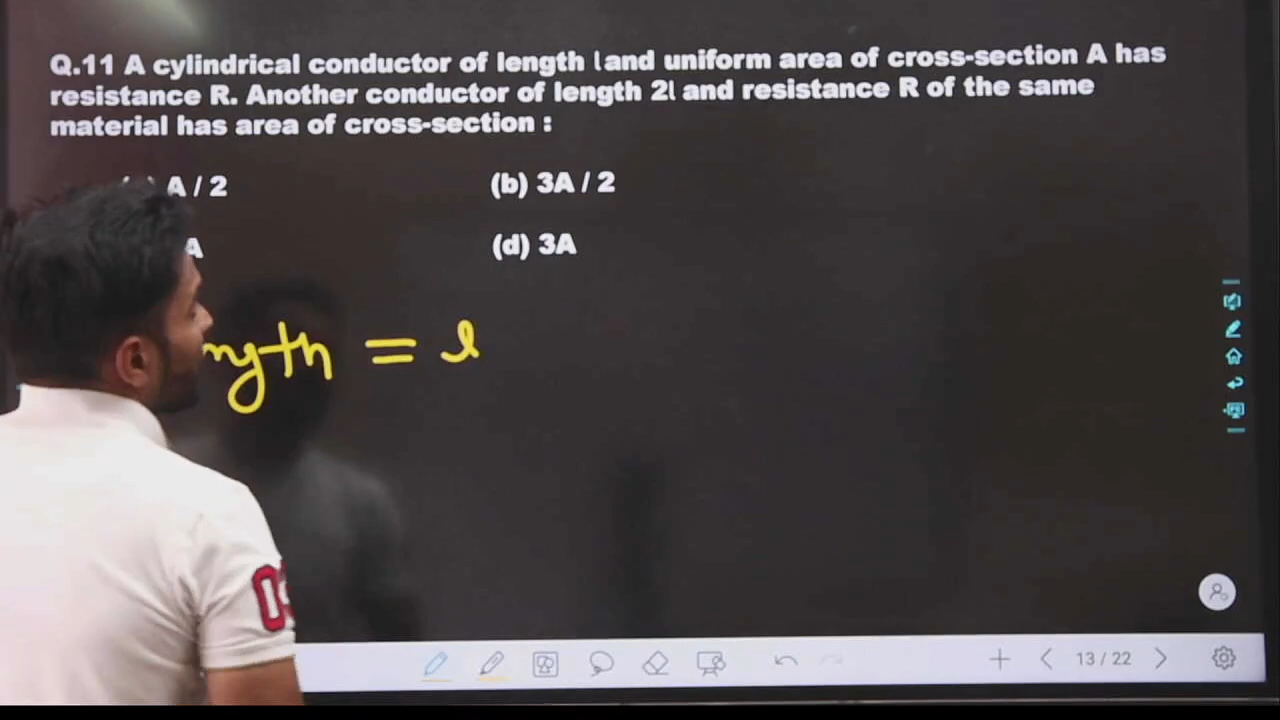 Q.11 A cylindrical conductor of length l and uniform area of cross-section A has
resistance R. Another conductor of length 2l and resistance R of the same
material has area of cross-section :
A / 2
(b) 3A / 2
A
(d) 3A
ngth = l
13 / 22